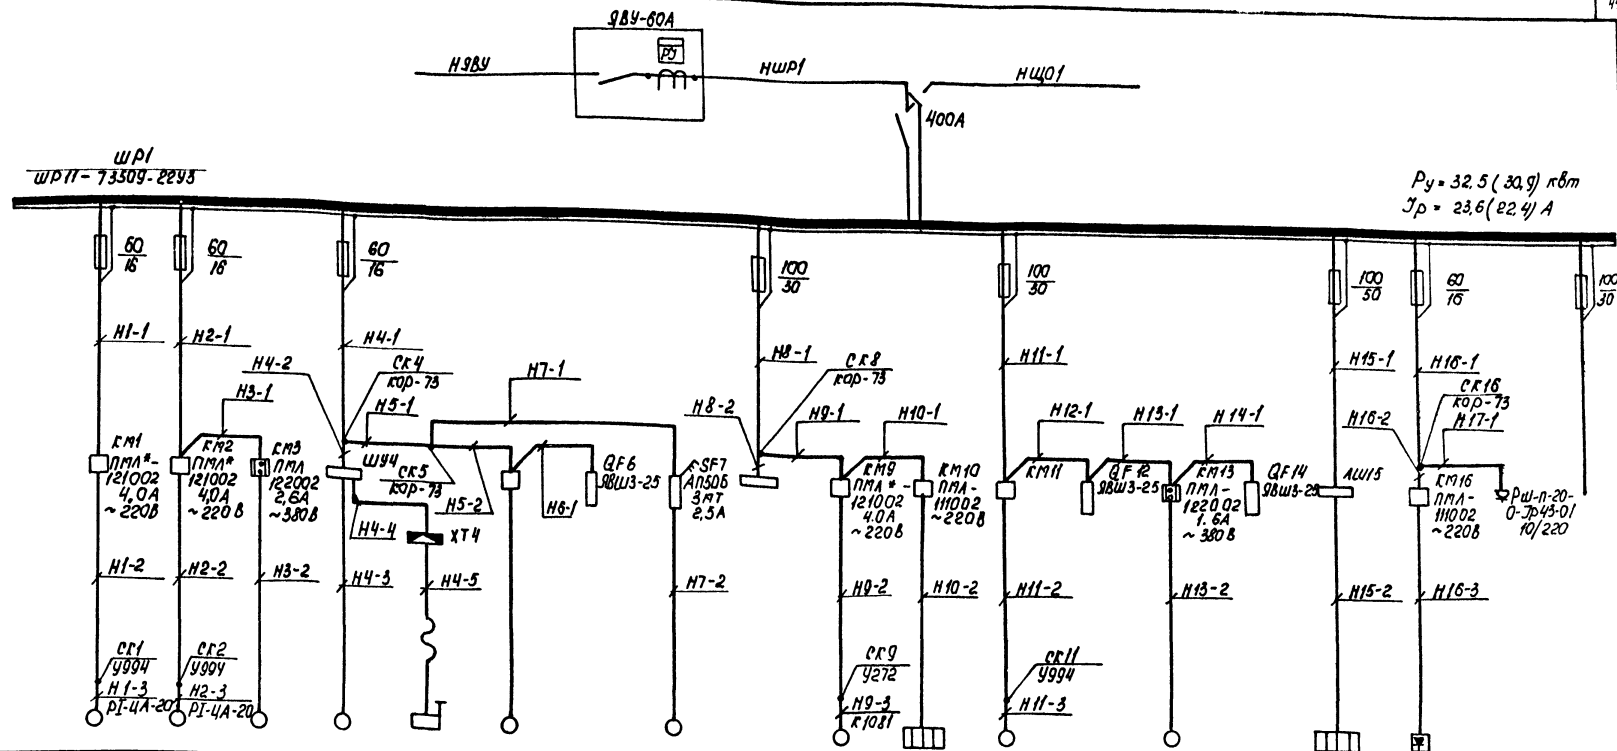 ЯВУ-60А
РУ
НЯВУ
НШР1
НЩО1
400А
ШР1
ШР11-73509-22У3
Ру = 32,5 (30,9) кВт
Jр = 23,6 (22,4) А
60
16
60
16
60
16
100
30
100
30
100
50
60
16
100
30
Н1-1
Н2-1
Н4-1
Н8-1
Н11-1
Н15-1
Н16-1
Н4-2
СК4
КОР-73
Н7-1
СК8
КОР-73
СК16
КОР-73
Н3-1
Н5-1
Н8-2
Н9-1
Н10-1
Н12-1
Н13-1
Н14-1
Н16-2
Н17-1
КМ1
ПМЛ*-
121002
4,0А
~220В
КМ2
ПМЛ*
121002
4,0А
~220В
КМ3
ПМЛ
122002
2,6А
~380В
ШУ4
СК5
КОР-73
Н5-2
Н4-4
ХТ4
Н6-1
QF6
ЯВШ3-25
SF7
АП50Б
3МТ
2,5А
КМ9
ПМЛ*-
121002
4.0А
~220В
КМ10
ПМЛ-
111002
~220В
КМ11
QF12
ЯВШ3-25
КМ13
ПМЛ-
122002
1.6А
~380В
QF14
ЯВШ3-25
ЯШ15
КМ16
ПМЛ-
111002
~220В
РШ-п-20-
0-Jр43-01
10/220
Н1-2
Н2-2
Н3-2
Н4-3
Н4-5
Н7-2
Н9-2
Н10-2
Н11-2
Н13-2
Н15-2
Н16-3
СК1
У994
Н1-3
РI-ЦА-20
СК2
У994
Н2-3
РI-ЦА-20
СК9
У272
Н9-3
К1081
СК11
У994
Н11-3